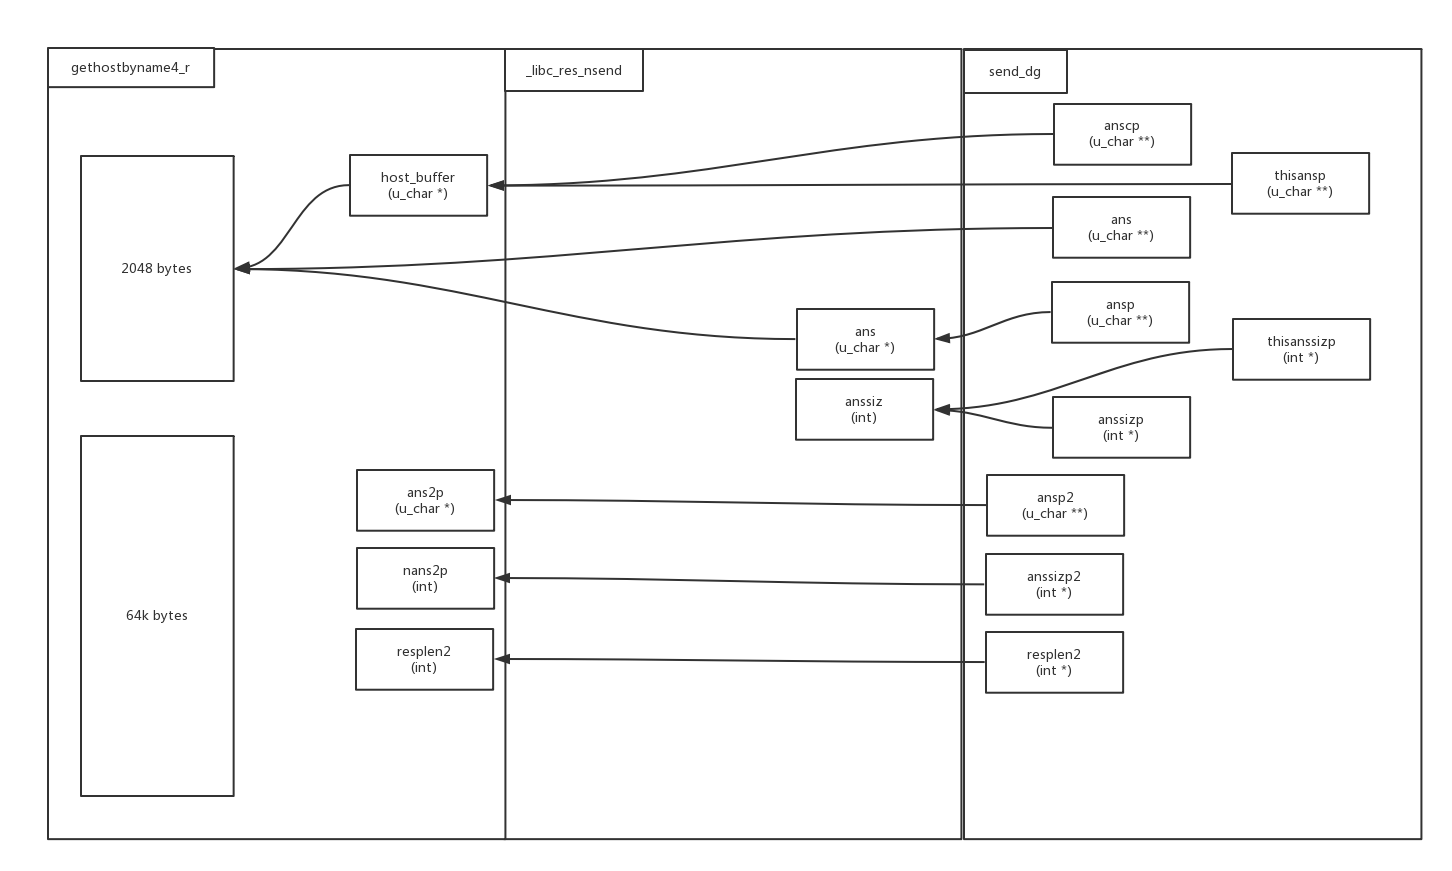 gethostbyname4_r
_libc_res_nsend
send_dg
anscp
(u_char **)
host_buffer
(u_char *)
thisansp
(u_char **)
ans
(u_char **)
2048 bytes
ansp
(u_char **)
ans
(u_char *)
thisanssizp
(int *)
anssiz
(int)
anssizp
(int *)
ans2p
(u_char *)
ansp2
(u_char **)
nans2p
(int)
anssizp2
(int *)
64k bytes
resplen2
(int)
resplen2
(int *)